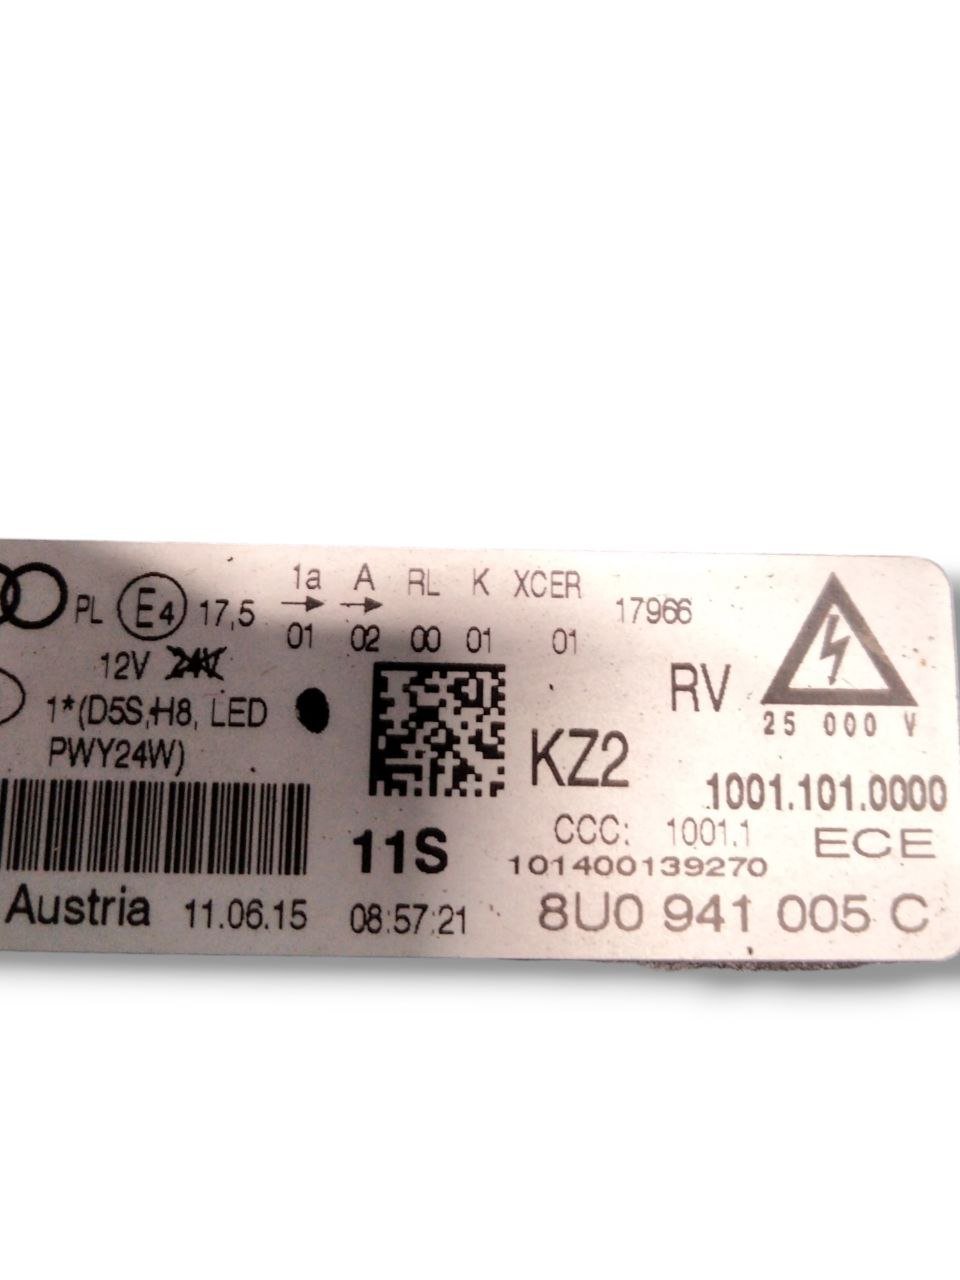 1a A RL K XCER
PL E4 17,5 → → 17966
01 02 00 01 01
12V 24V
RV
1*(D5S,H8, LED
PWY24W)
25 000 V
KZ2
1001.101.0000
CCC: 1001.1 ECE
11S
101400139270
Austria 11.06.15 08:57:21 8U0 941 005 C